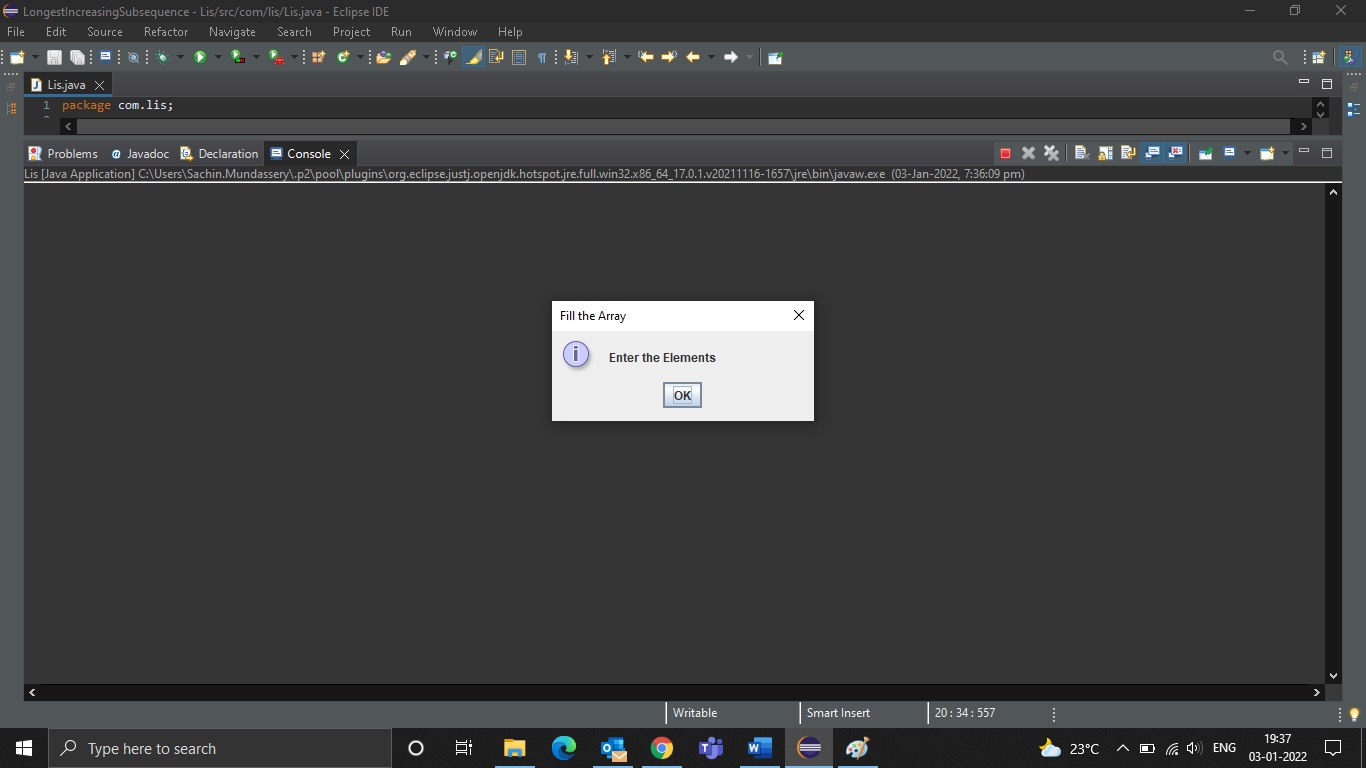 LongestIncreasingSubsequence - Lis/src/com/lis/Lis.java - Eclipse IDE
File Edit Source Refactor Navigate Search Project Run Window Help
Lis.java
1 package com.lis;
Problems Javadoc Declaration Console
Lis [Java Application] C:\Users\Sachin.Mundassery\.p2\pool\plugins\org.eclipse.justj.openjdk.hotspot.jre.full.win32.x86_64_17.0.1.v20211116-1657\jre\bin\javaw.exe (03-Jan-2022, 7:36:09 pm)
Fill the Array
Enter the Elements
OK
Writable Smart Insert 20 : 34 : 557
Type here to search 23°C ENG 19:37
03-01-2022